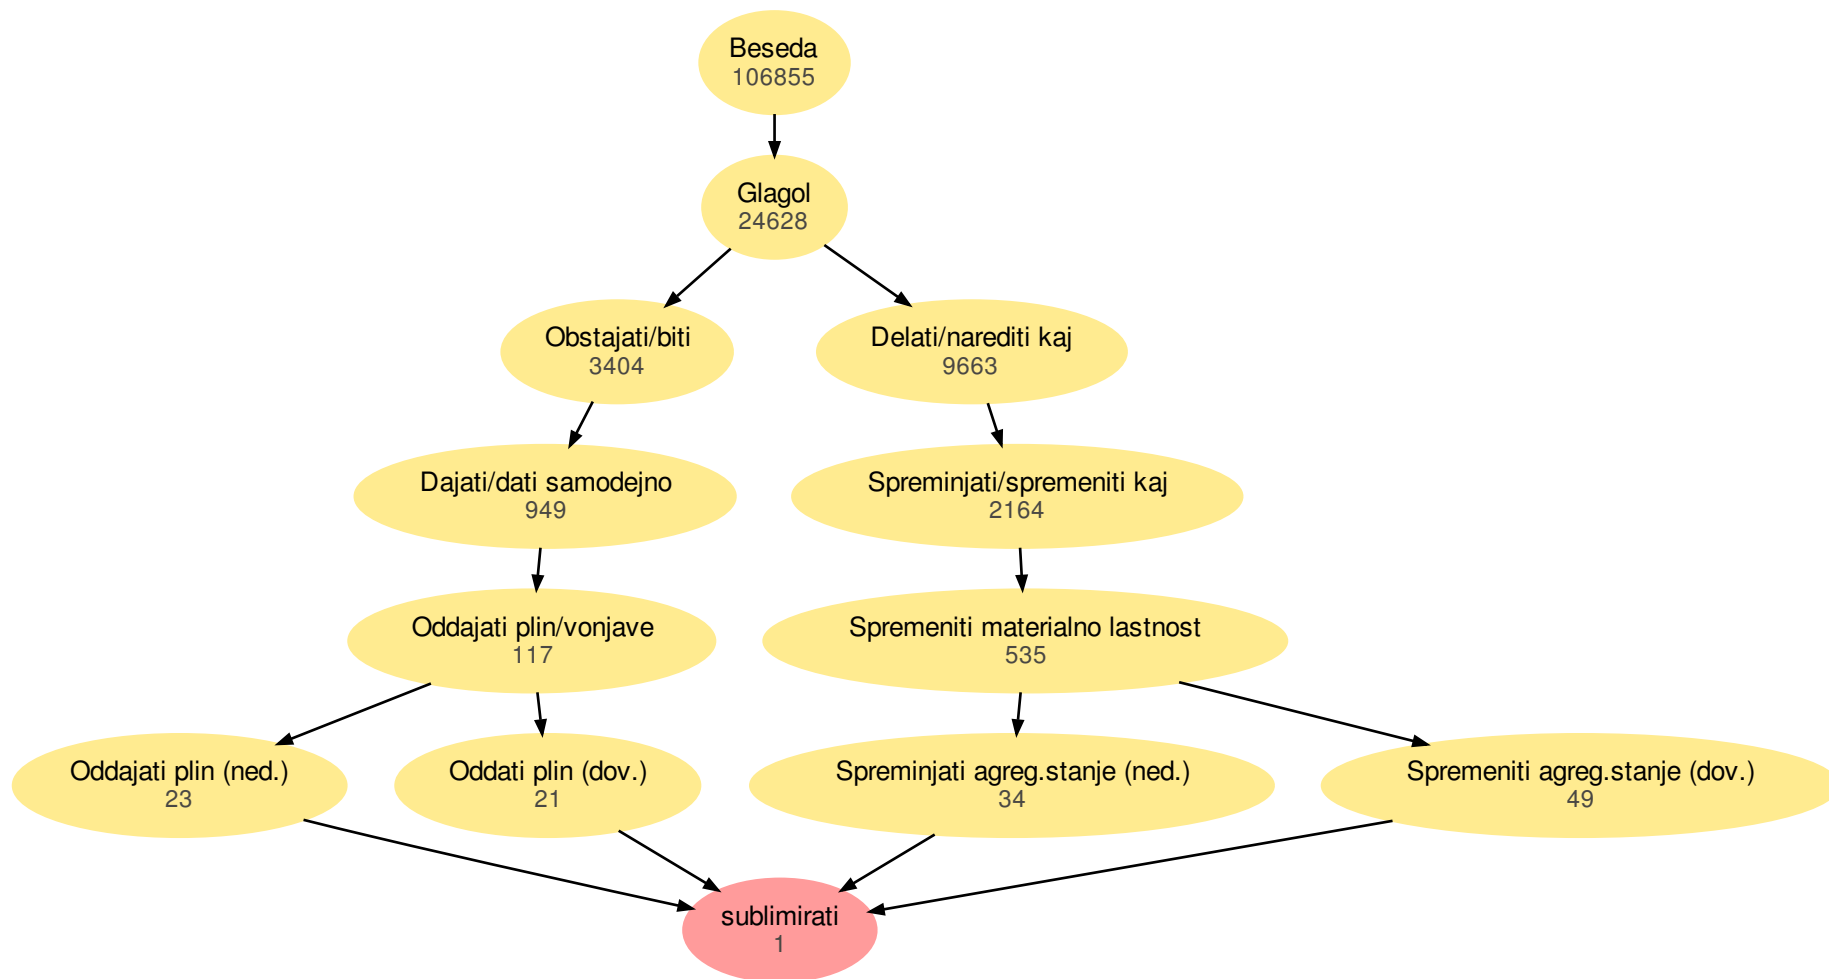 Beseda
106855
Glagol
24628
Obstajati/biti
3404
Delati/narediti kaj
9663
Dajati/dati samodejno
949
Spreminjati/spremeniti kaj
2164
Oddajati plin/vonjave
117
Spremeniti materialno lastnost
535
Oddajati plin (ned.)
23
Oddati plin (dov.)
21
Spreminjati agreg.stanje (ned.)
34
Spremeniti agreg.stanje (dov.)
49
sublimirati
1